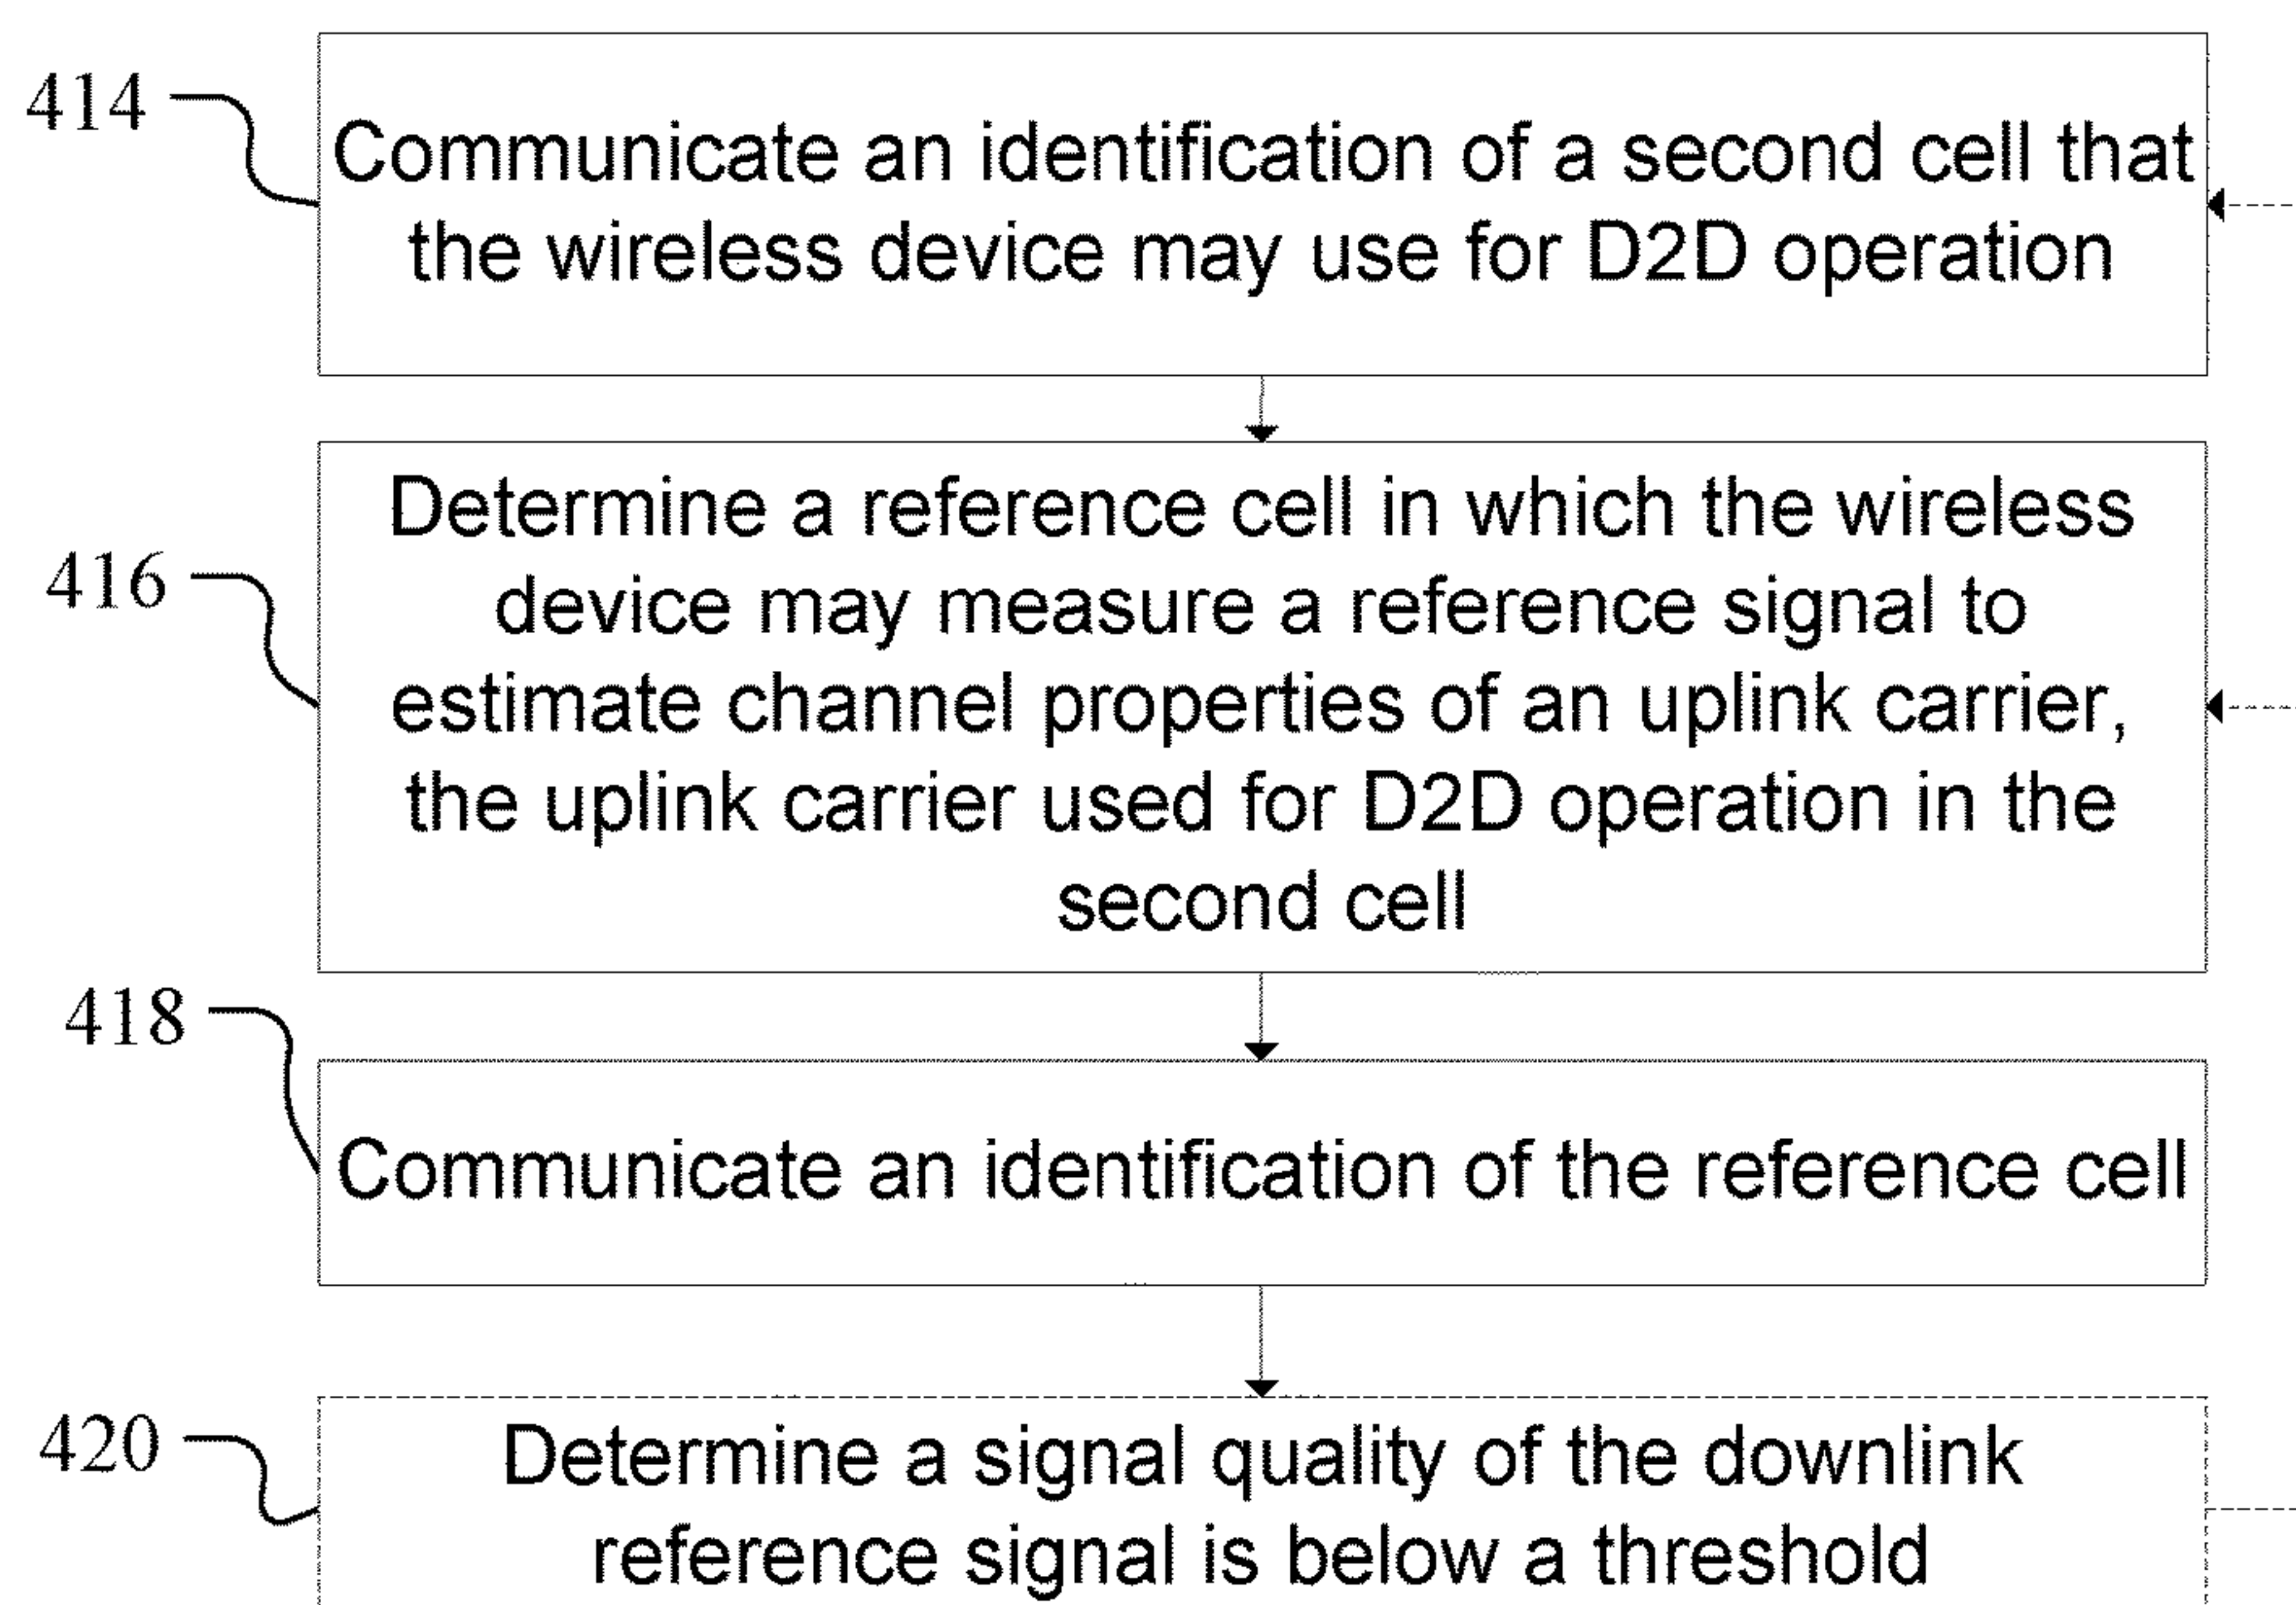 414
Communicate an identification of a second cell that
the wireless device may use for D2D operation
416
Determine a reference cell in which the wireless
device may measure a reference signal to
estimate channel properties of an uplink carrier,
the uplink carrier used for D2D operation in the
second cell
418
Communicate an identification of the reference cell
420
Determine a signal quality of the downlink
reference signal is below a threshold